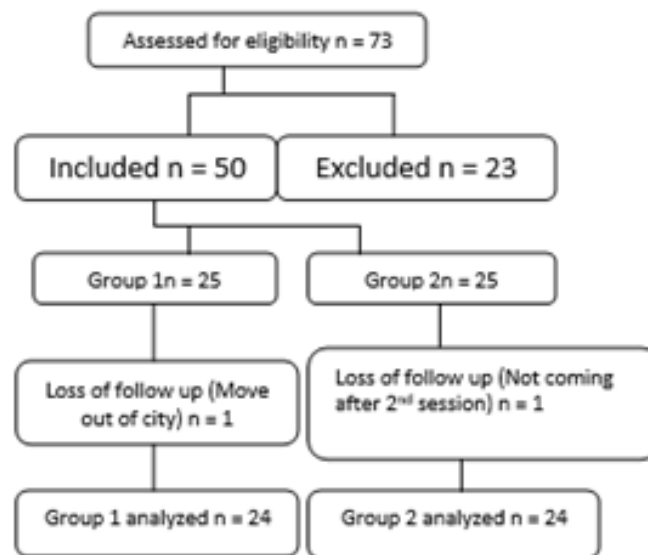 Assessed for eligibility n = 73
Included n = 50
Excluded n = 23
Group 1n = 25
Group 2n = 25
Loss of follow up (Move
out of city) n = 1
Loss of follow up (Not coming
after 2nd session) n = 1
Group 1 analyzed n = 24
Group 2 analyzed n = 24